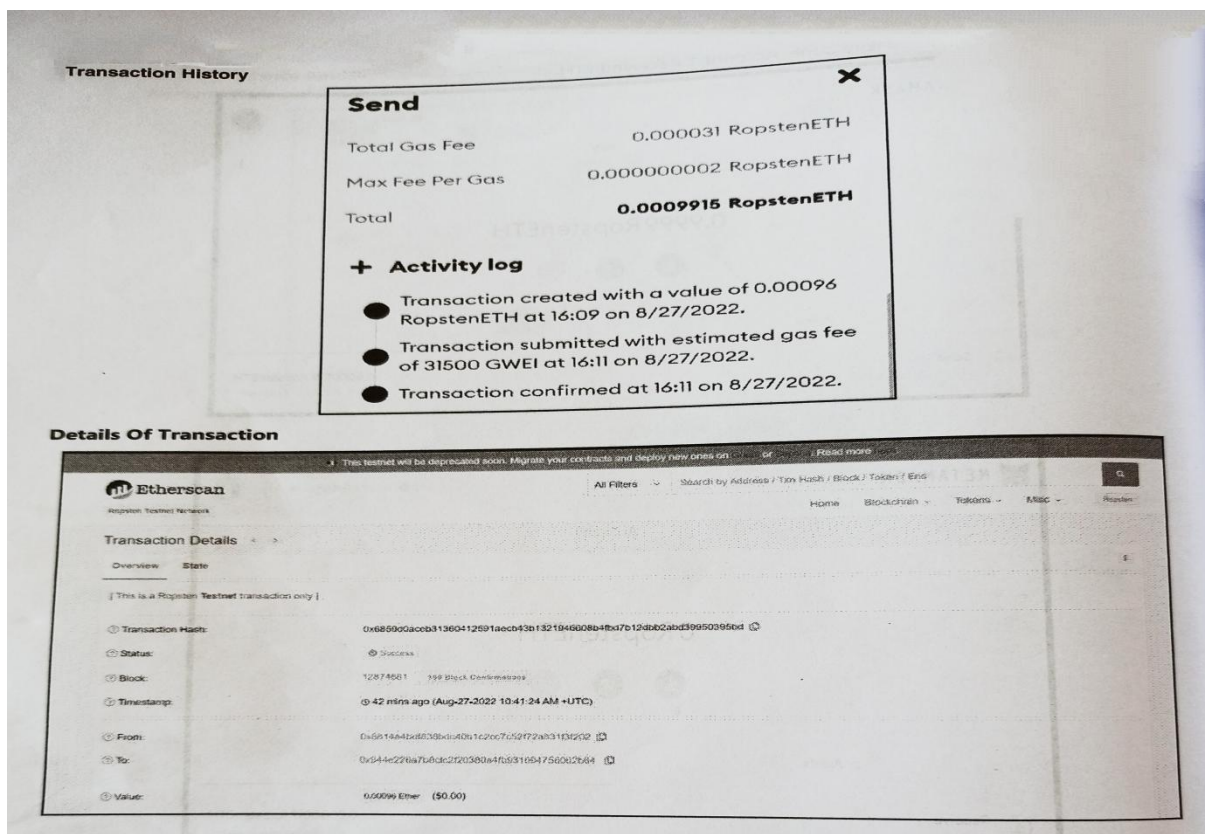 Transaction History
Send
Total Gas Fee 0.000031 RopstenETH
Max Fee Per Gas 0.000000002 RopstenETH
Total 0.0009915 RopstenETH
+ Activity log
Transaction created with a value of 0.00096
RopstenETH at 16:09 on 8/27/2022.
Transaction submitted with estimated gas fee
of 31500 GWEI at 16:11 on 8/27/2022.
Transaction confirmed at 16:11 on 8/27/2022.
Details Of Transaction
This testnet will be deprecated soon. Migrate your contracts and deploy new ones on or Read more
Etherscan
All Filters Search by Address / Txn Hash / Block / Token / Ens
Ropsten Testnet Network
Home Blockchain Tokens Misc Ropsten
Transaction Details < >
Overview State
[ This is a Ropsten Testnet transaction only ]
Transaction Hash:
Status: Success
Block: 12874681 Block Confirmations
Timestamp: 42 mins ago (Aug-27-2022 10:41:24 AM +UTC)
From:
To:
Value: 0.00096 Ether ($0.00)